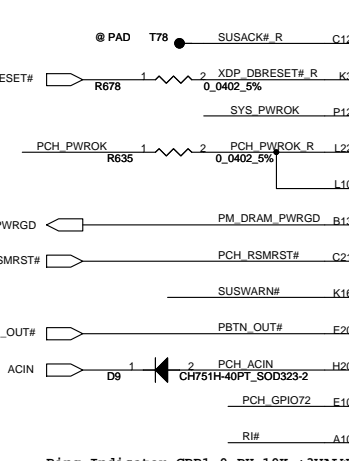 @ PAD T78 SUSACK#_R C12
ESET# 1 2 XDP_DBRESET#_R K3
R678 0_0402_5%
SYS_PWROK P12
PCH_PWROK 1 2 PCH_PWROK_R L22
R635 0_0402_5%
L10
PWRGD PM_DRAM_PWRGD B13
SMRST# PCH_RSMRST# C21
SUSWARN# K16
_OUT# PBTN_OUT# E20
ACIN 1 2 PCH_ACIN H20
D9 CH751H-40PT_SOD323-2
PCH_GPIO72 E10
RI# A10